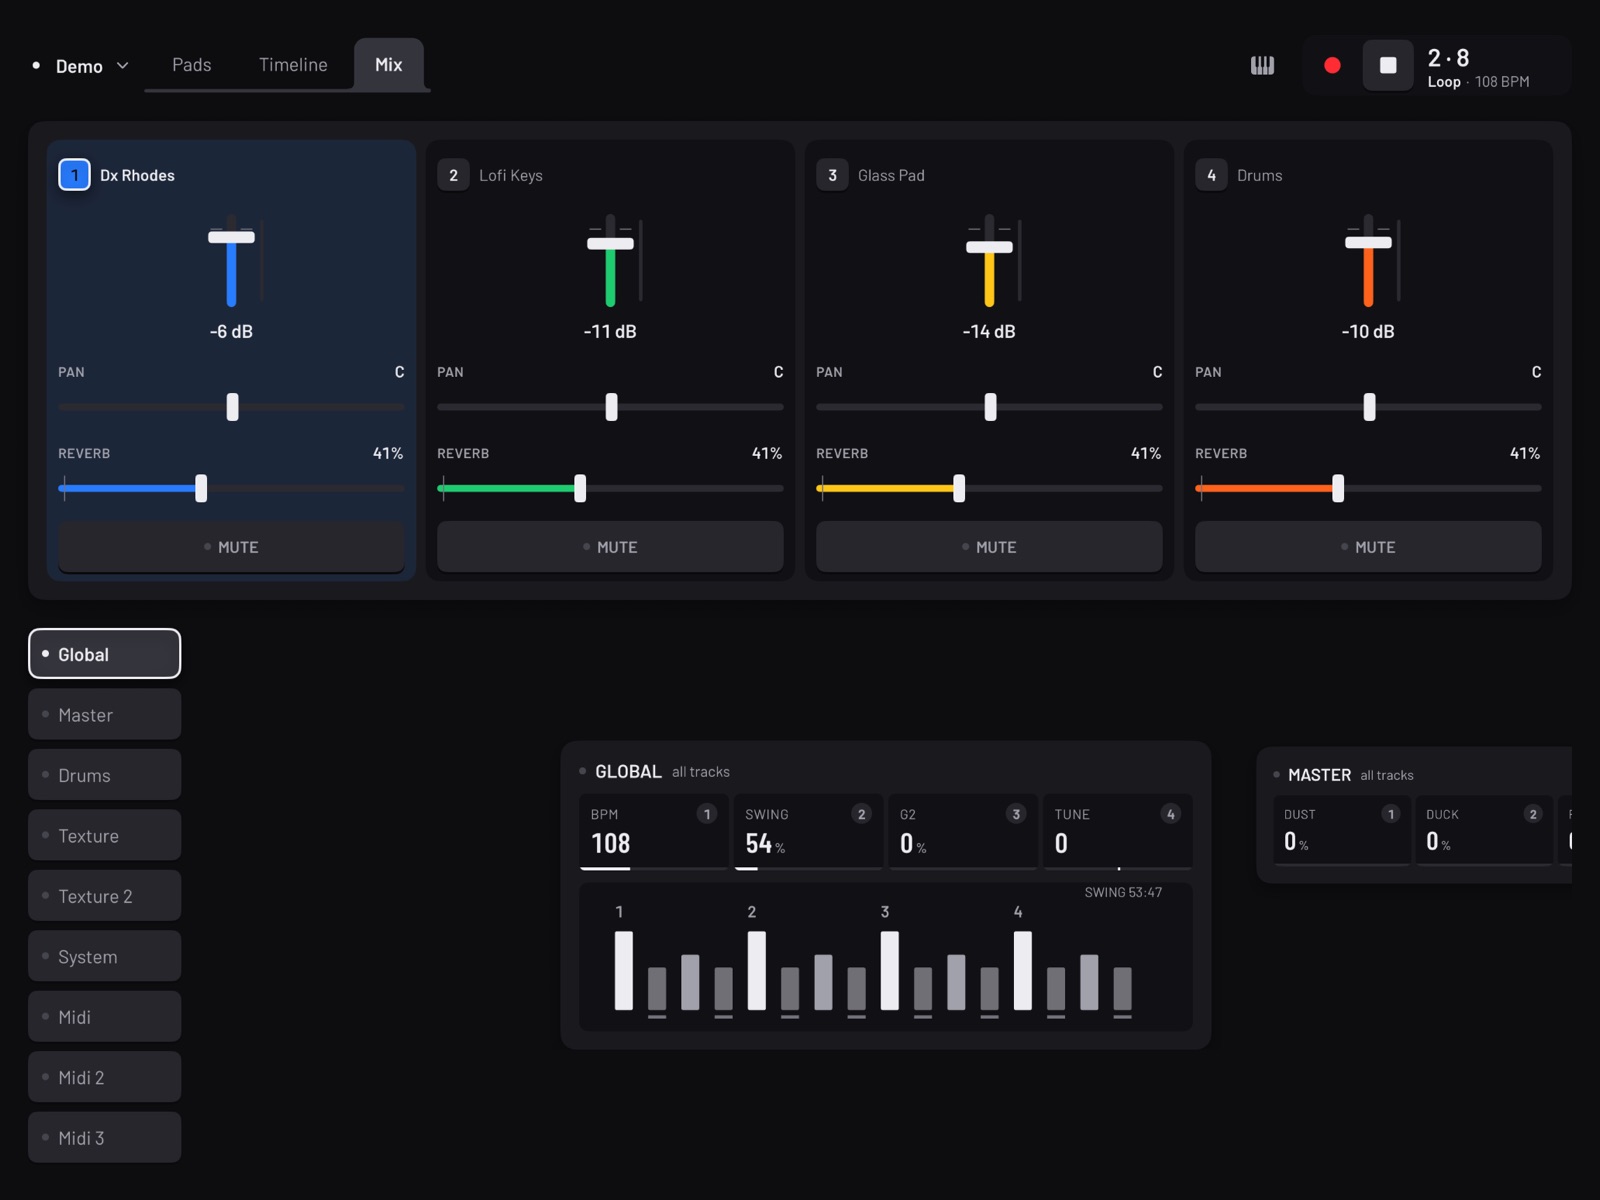 Demo
Pads
Timeline
Mix
2 · 8
Loop · 108 BPM
1 Dx Rhodes
-6 dB
PAN C
REVERB 41%
MUTE
2 Lofi Keys
-11 dB
PAN C
REVERB 41%
MUTE
3 Glass Pad
-14 dB
PAN C
REVERB 41%
MUTE
4 Drums
-10 dB
PAN C
REVERB 41%
MUTE
Global
Master
Drums
Texture
Texture 2
System
Midi
Midi 2
Midi 3
GLOBAL all tracks
BPM 1
108
SWING 2
54 %
G2 3
0 %
TUNE 4
0
SWING 53:47
1 2 3 4
MASTER all tracks
DUST 1
0 %
DUCK 2
0 %